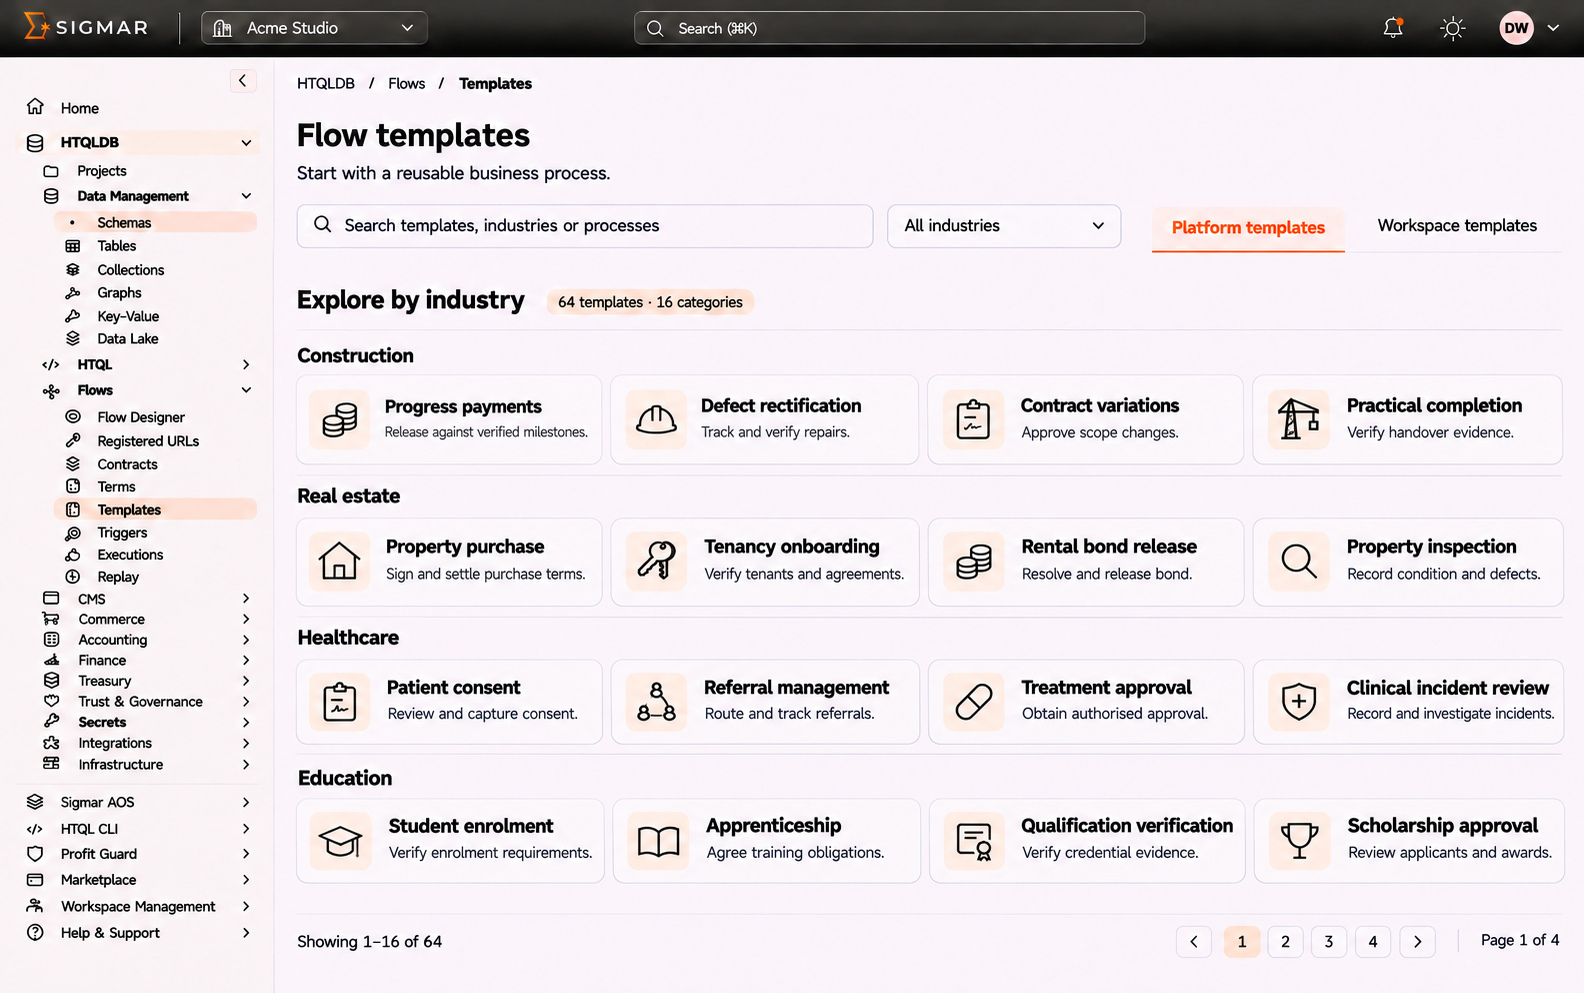 SIGMAR
Acme Studio
Search (⌘K)
DW
Home
HTQLDB
Projects
Data Management
Schemas
Tables
Collections
Graphs
Key-Value
Data Lake
HTQL
Flows
Flow Designer
Registered URLs
Contracts
Terms
Templates
Triggers
Executions
Replay
CMS
Commerce
Accounting
Finance
Treasury
Trust & Governance
Secrets
Integrations
Infrastructure
Sigmar AOS
HTQL CLI
Profit Guard
Marketplace
Workspace Management
Help & Support
HTQLDB / Flows / Templates
Flow templates
Start with a reusable business process.
Search templates, industries or processes
All industries
Platform templates
Workspace templates
Explore by industry
64 templates · 16 categories
Construction
Progress payments
Release against verified milestones.
Defect rectification
Track and verify repairs.
Contract variations
Approve scope changes.
Practical completion
Verify handover evidence.
Real estate
Property purchase
Sign and settle purchase terms.
Tenancy onboarding
Verify tenants and agreements.
Rental bond release
Resolve and release bond.
Property inspection
Record condition and defects.
Healthcare
Patient consent
Review and capture consent.
Referral management
Route and track referrals.
Treatment approval
Obtain authorised approval.
Clinical incident review
Record and investigate incidents.
Education
Student enrolment
Verify enrolment requirements.
Apprenticeship
Agree training obligations.
Qualification verification
Verify credential evidence.
Scholarship approval
Review applicants and awards.
Showing 1–16 of 64
1
2
3
4
Page 1 of 4